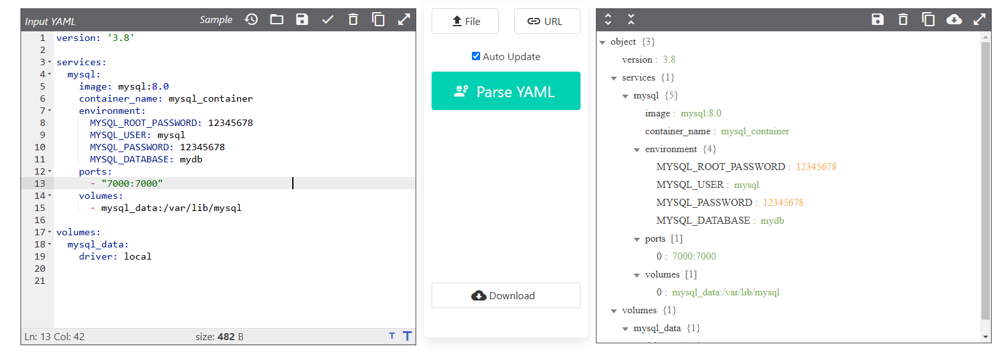 Input YAML
Sample
1 version: '3.8'
2
3 services:
4   mysql:
5     image: mysql:8.0
6     container_name: mysql_container
7     environment:
8       MYSQL_ROOT_PASSWORD: 12345678
9       MYSQL_USER: mysql
10       MYSQL_PASSWORD: 12345678
11       MYSQL_DATABASE: mydb
12     ports:
13       - "7000:7000"
14     volumes:
15       - mysql_data:/var/lib/mysql
16
17 volumes:
18   mysql_data:
19     driver: local
20
21
Ln: 13 Col: 42
size: 482 B
T T
File
URL
Auto Update
Parse YAML
Download
object {3}
version : 3.8
services {1}
mysql {5}
image : mysql:8.0
container_name : mysql_container
environment {4}
MYSQL_ROOT_PASSWORD : 12345678
MYSQL_USER : mysql
MYSQL_PASSWORD : 12345678
MYSQL_DATABASE : mydb
ports [1]
0 : 7000:7000
volumes [1]
0 : mysql_data:/var/lib/mysql
volumes {1}
mysql_data {1}